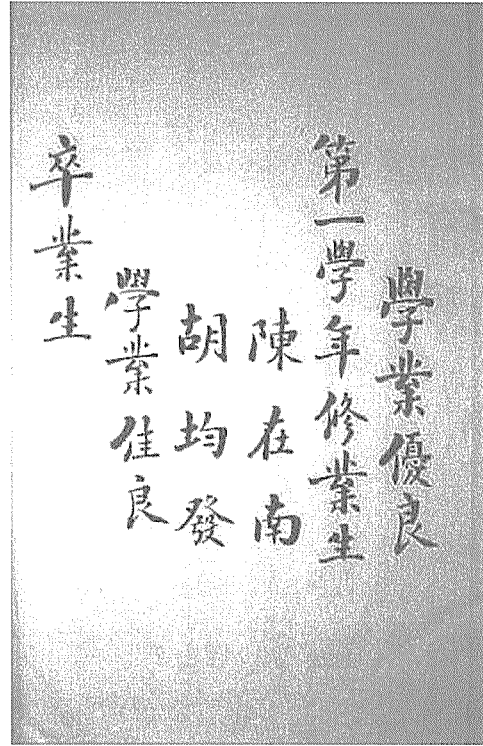 學業優良
第一學年修業生
陳在南
胡均發
學業佳良
卒業生